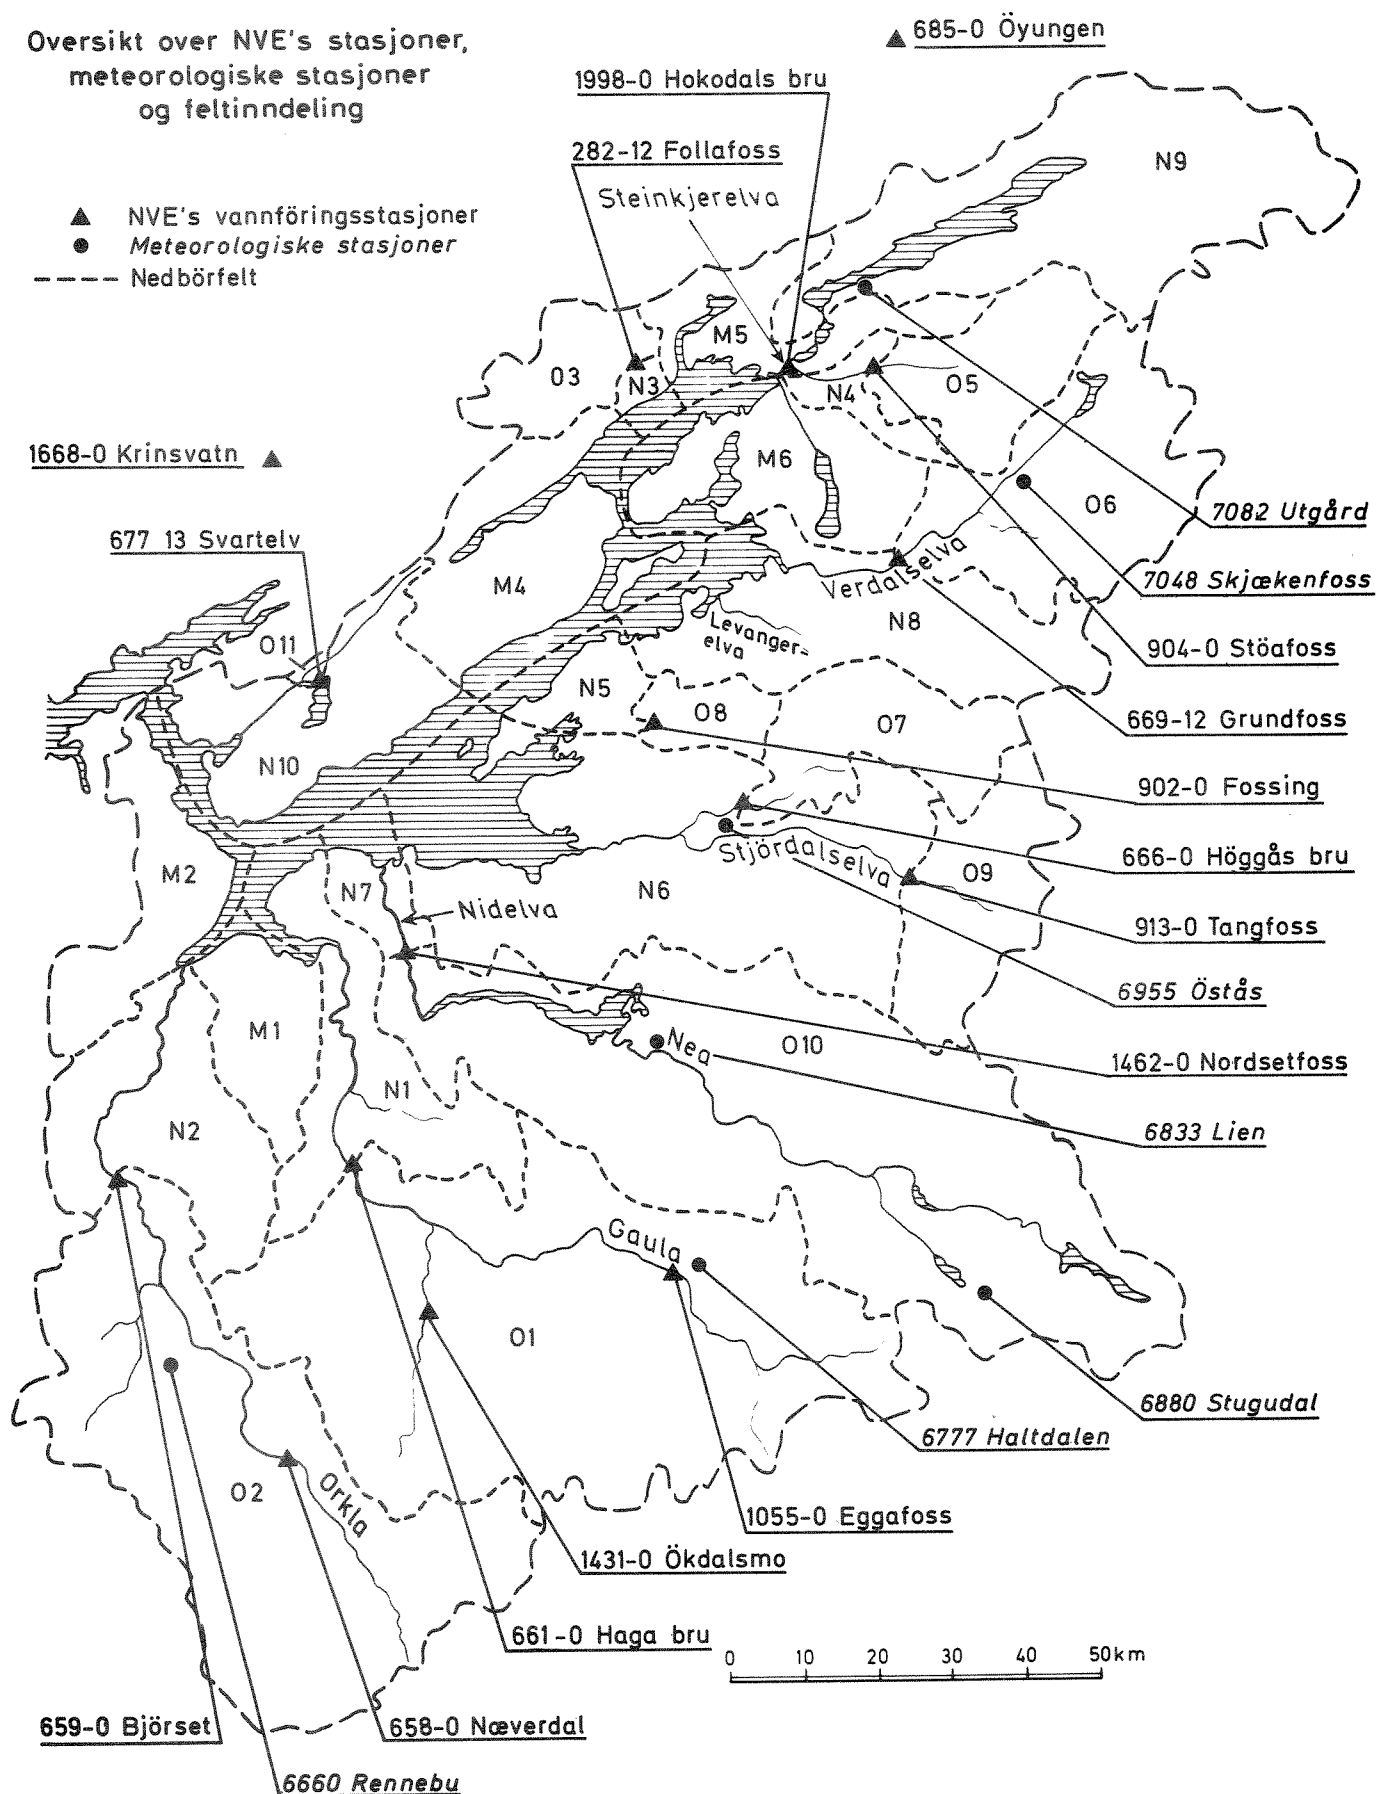 Oversikt over NVE's stasjoner,
meteorologiske stasjoner
og feltinndeling
NVE's vannföringsstasjoner
Meteorologiske stasjoner
Nedbörfelt
685-0 Öyungen
1998-0 Hokodals bru
282-12 Follafoss
Steinkjerelva
N9
M5
O3
N3
N4
O5
1668-0 Krinsvatn
M6
O6
7082 Utgård
677 13 Svartelv
Verdalselva
7048 Skjækenfoss
M4
Levanger-
elva
N8
O11
904-0 Stöafoss
N5
O8
O7
669-12 Grundfoss
N10
902-0 Fossing
Stjördalselva
666-0 Höggås bru
M2
N7
N6
O9
Nidelva
913-0 Tangfoss
6955 Östås
M1
Nea
O10
1462-0 Nordsetfoss
N1
N2
6833 Lien
Gaula
O1
6880 Stugudal
6777 Haltdalen
O2
Orkla
1055-0 Eggafoss
1431-0 Ökdalsmo
661-0 Haga bru
0 10 20 30 40 50km
659-0 Björset
658-0 Næverdal
6660 Rennebu